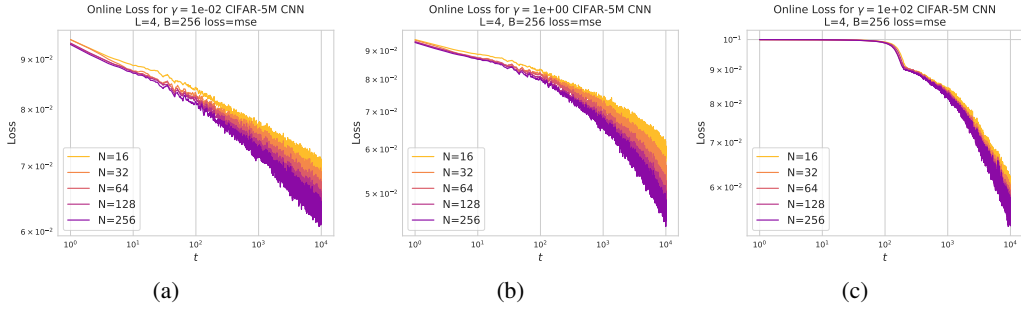 Online Loss for γ = 1e-02 CIFAR-5M CNN
L=4, B=256 loss=mse
Loss
9 × 10⁻²
8 × 10⁻²
7 × 10⁻²
6 × 10⁻²
N=16
N=32
N=64
N=128
N=256
10⁰ 10¹ 10² 10³ 10⁴
t
(a)
Online Loss for γ = 1e+00 CIFAR-5M CNN
L=4, B=256 loss=mse
Loss
9 × 10⁻²
8 × 10⁻²
7 × 10⁻²
6 × 10⁻²
5 × 10⁻²
N=16
N=32
N=64
N=128
N=256
10⁰ 10¹ 10² 10³ 10⁴
t
(b)
Online Loss for γ = 1e+02 CIFAR-5M CNN
L=4, B=256 loss=mse
Loss
10⁻¹
9 × 10⁻²
8 × 10⁻²
7 × 10⁻²
6 × 10⁻²
N=16
N=32
N=64
N=128
N=256
10⁰ 10¹ 10² 10³ 10⁴
t
(c)